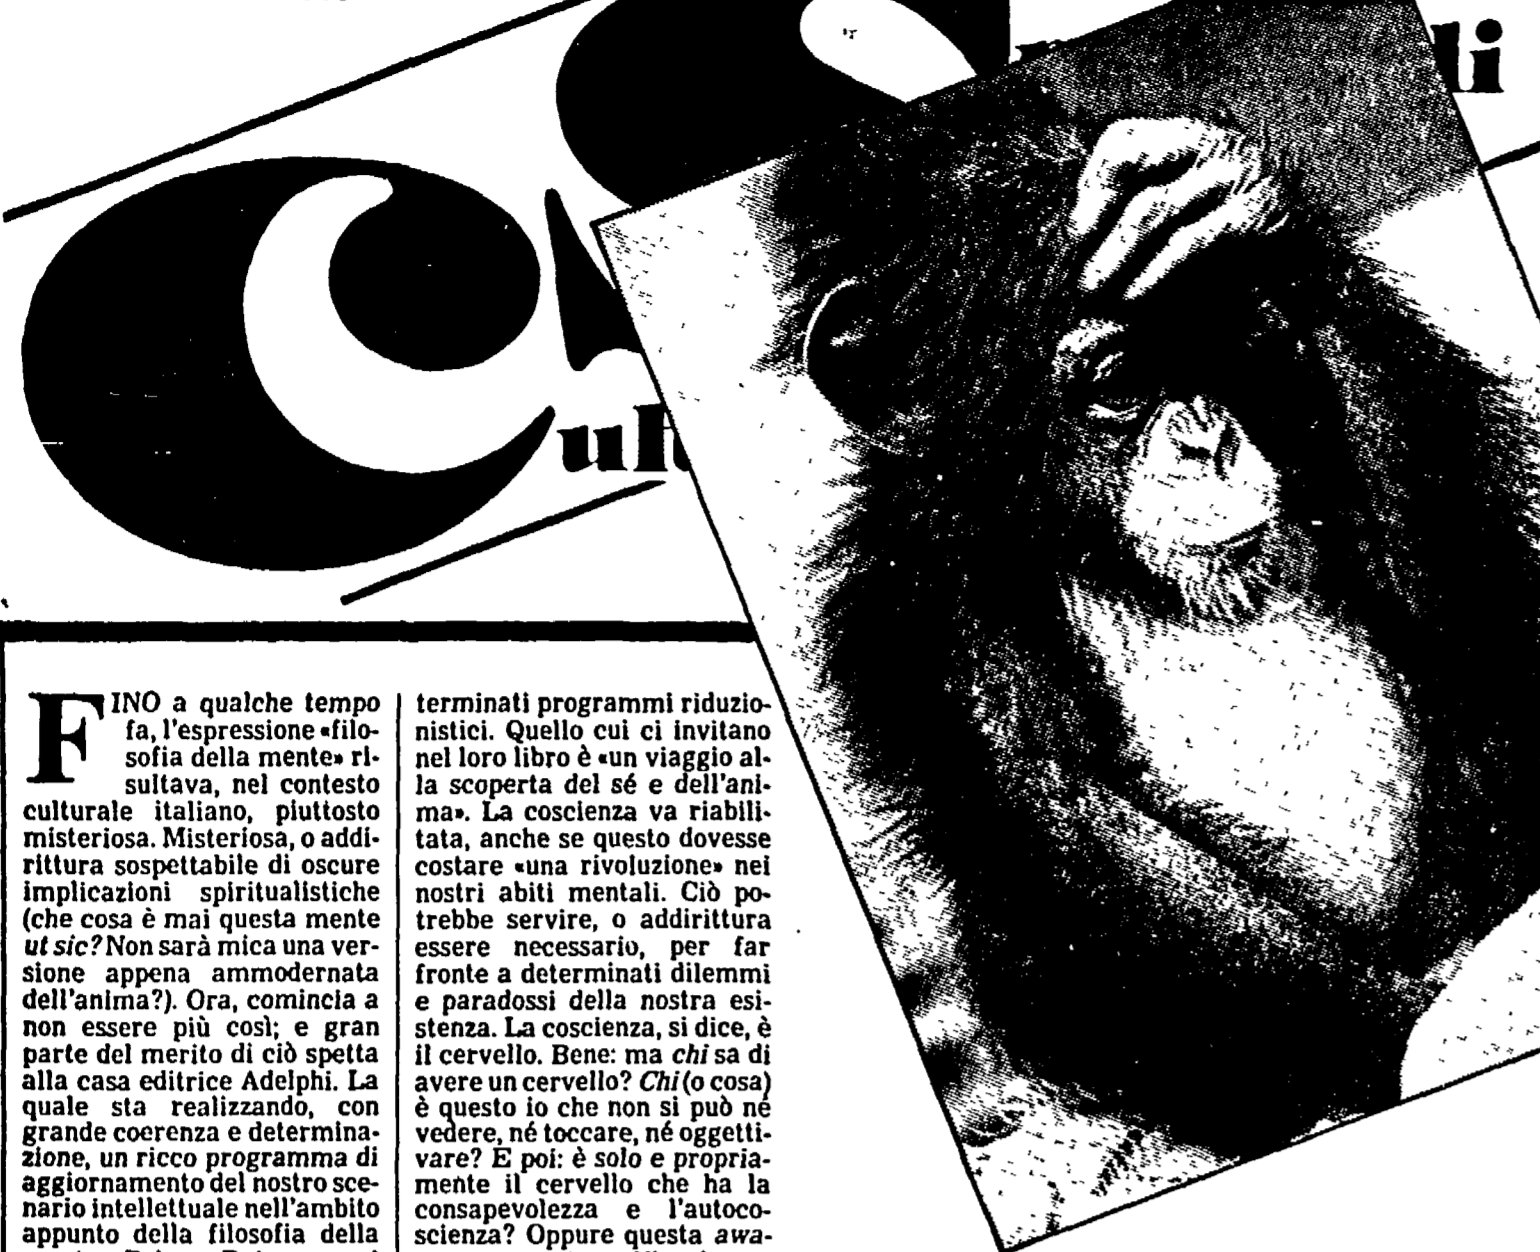 li
Cult
FINO a qualche tempo
fa, l'espressione «filo-
sofia della mente» ri-
sultava, nel contesto
culturale italiano, piuttosto
misteriosa. Misteriosa, o addi-
rittura sospettabile di oscure
implicazioni spiritualistiche
(che cosa è mai questa mente
ut sic? Non sarà mica una ver-
sione appena ammodernata
dell'anima?). Ora, comincia a
non essere più così; e gran
parte del merito di ciò spetta
alla casa editrice Adelphi. La
quale sta realizzando, con
grande coerenza e determina-
zione, un ricco programma di
aggiornamento del nostro sce-
nario intellettuale nell'ambito
appunto della filosofia della
terminati programmi riduzio-
nistici. Quello cui ci invitano
nel loro libro è «un viaggio al-
la scoperta del sé e dell'ani-
ma». La coscienza va riabili-
tata, anche se questo dovesse
costare «una rivoluzione» nei
nostri abiti mentali. Ciò po-
trebbe servire, o addirittura
essere necessario, per far
fronte a determinati dilemmi
e paradossi della nostra esi-
stenza. La coscienza, si dice, è
il cervello. Bene: ma chi sa di
avere un cervello? Chi (o cosa)
è questo io che non si può né
vedere, né toccare, né oggetti-
vare? E poi: è solo e propria-
mente il cervello che ha la
consapevolezza e l'autoco-
scienza? Oppure questa awa-